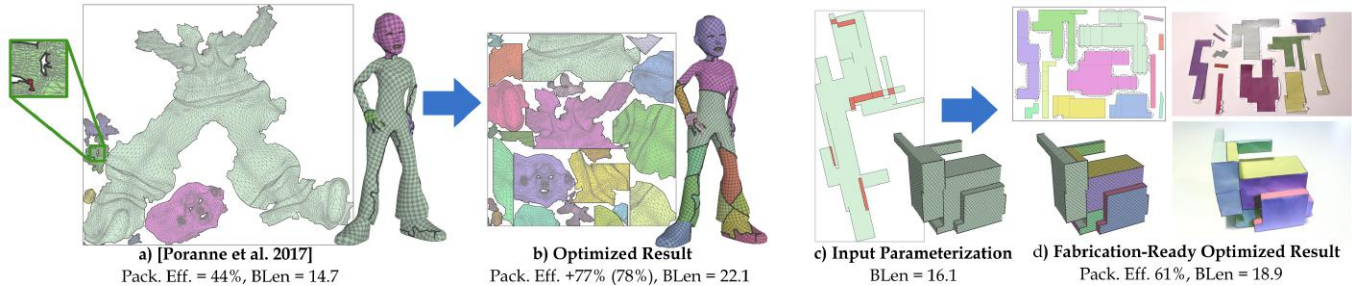 a) [Poranne et al. 2017]
Pack. Eff. = 44%, BLen = 14.7
b) Optimized Result
Pack. Eff. +77% (78%), BLen = 22.1
c) Input Parameterization
BLen = 16.1
d) Fabrication-Ready Optimized Result
Pack. Eff. 61%, BLen = 18.9